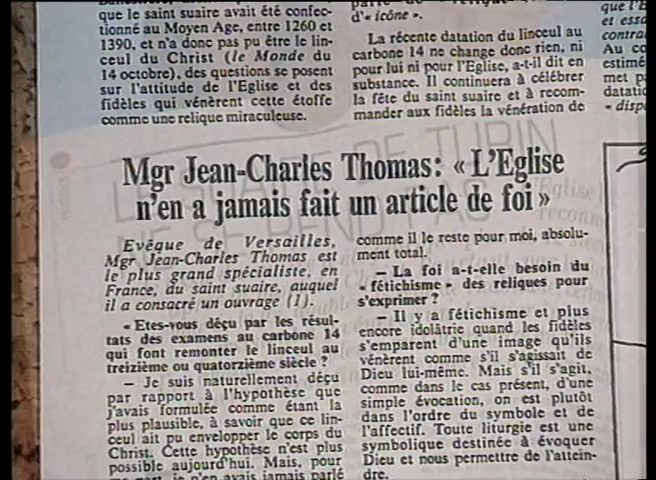 que le saint suaire avait été confec-
tionné au Moyen Age, entre 1260 et
1390, et n'a donc pas pu être le lin-
ceul du Christ (le Monde du
14 octobre), des questions se posent
sur l'attitude de l'Eglise et des
fidèles qui vénèrent cette étoffe
comme une relique miraculeuse.
d'« icône ».
La récente datation du linceul au
carbone 14 ne change donc rien, ni
pour lui ni pour l'Eglise, a-t-il dit en
substance. Il continuera à célébrer
la fête du saint suaire et à recom-
mander aux fidèles la vénération de
que l'E
et essa
contra
Au co
estimé
met p
datatio
« disp
Mgr Jean-Charles Thomas: « L'Eglise
n'en a jamais fait un article de foi »
Evêque de Versailles,
Mgr Jean-Charles Thomas est
le plus grand spécialiste, en
France, du saint suaire, auquel
il a consacré un ouvrage (1).
« Etes-vous déçu par les résul-
tats des examens au carbone 14
qui font remonter le linceul au
treizième ou quatorzième siècle ?
– Je suis naturellement déçu
par rapport à l'hypothèse que
j'avais formulée comme étant la
plus plausible, à savoir que ce lin-
ceul ait pu envelopper le corps du
Christ. Cette hypothèse n'est plus
possible aujourd'hui. Mais, pour
je n'en avais jamais parlé
comme il le reste pour moi, absolu-
ment total.
– La foi a-t-elle besoin du
« fétichisme » des reliques pour
s'exprimer ?
– Il y a fétichisme et plus
encore idolâtrie quand les fidèles
s'emparent d'une image qu'ils
vénèrent comme s'il s'agissait de
Dieu lui-même. Mais s'il s'agit,
comme dans le cas présent, d'une
simple évocation, on est plutôt
dans l'ordre du symbole et de
l'affectif. Toute liturgie est une
symbolique destinée à évoquer
Dieu et nous permettre de l'attein-
dre.